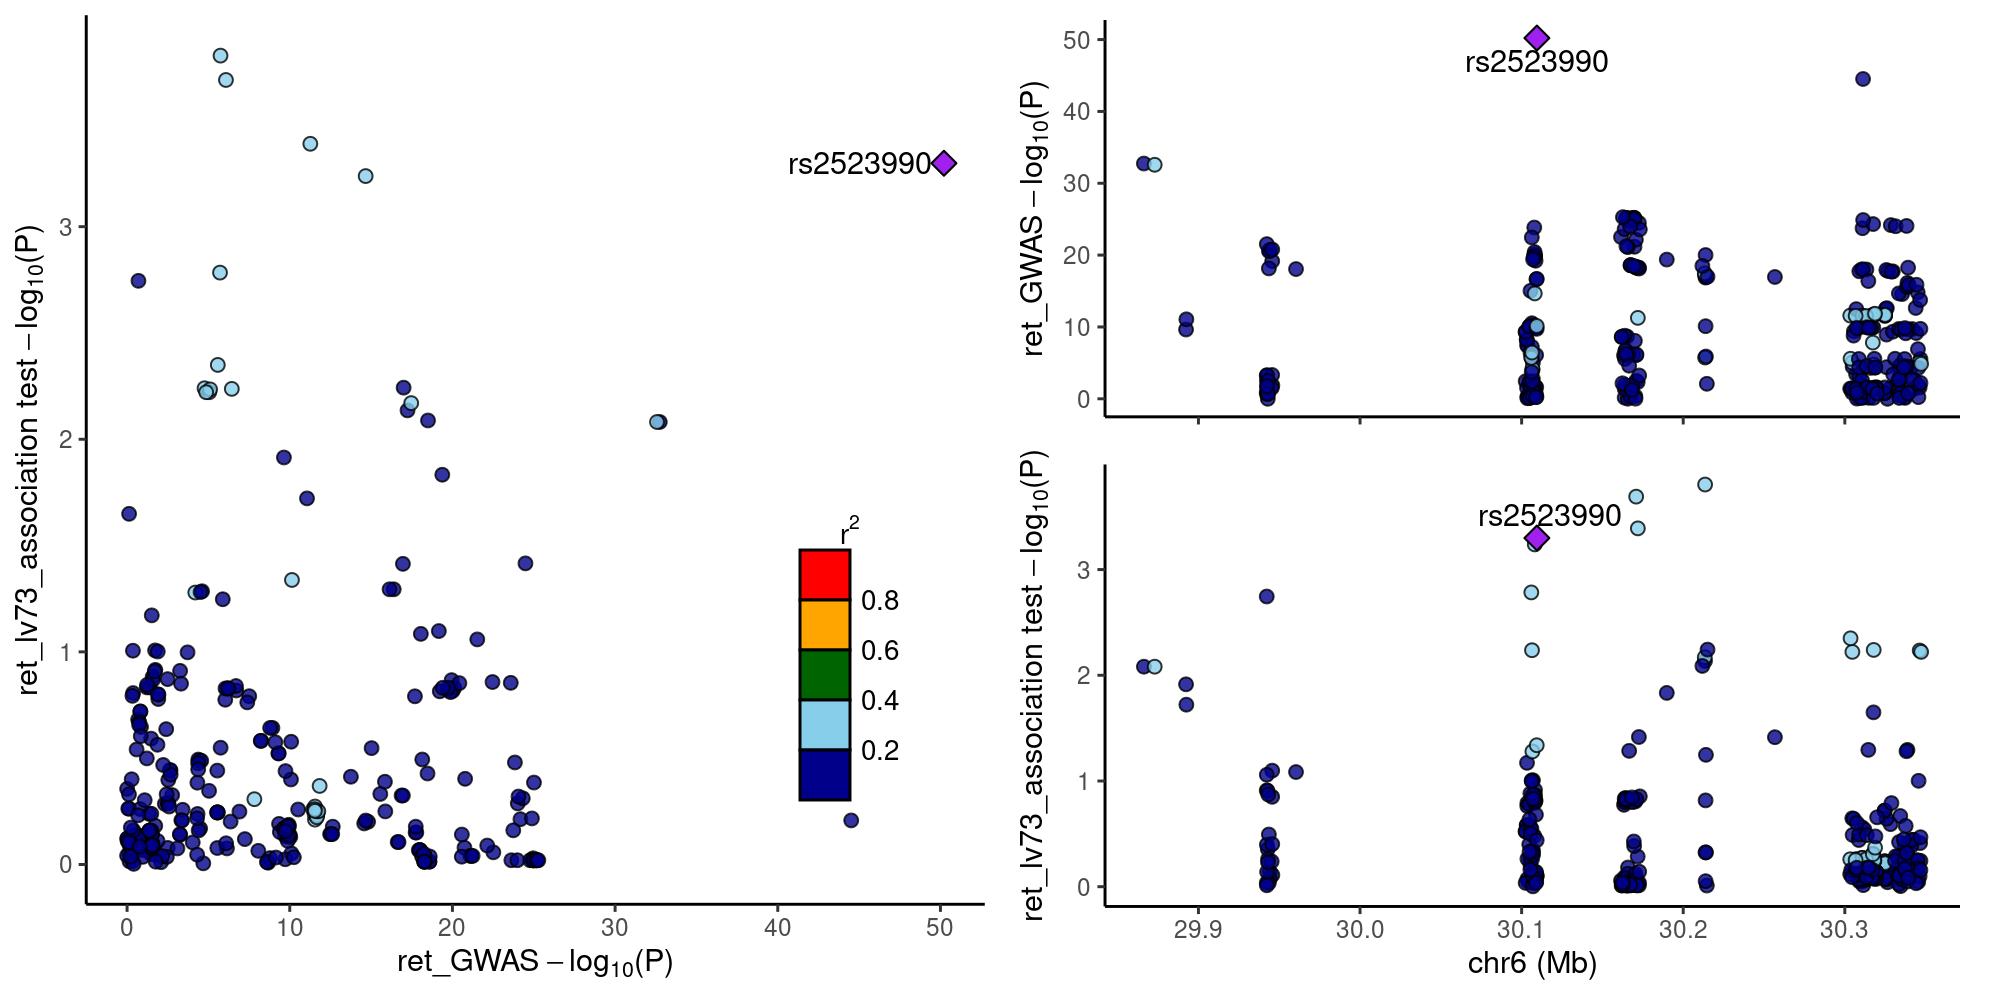 3
2
1
0
ret_lv73_association test −log10(P)
rs2523990
r2
0.8
0.6
0.4
0.2
0 10 20 30 40 50
ret_GWAS −log10(P)
50
40
30
20
10
0
ret_GWAS −log10(P)
rs2523990
3
2
1
0
ret_lv73_association test −log10(P)
rs2523990
29.9 30.0 30.1 30.2 30.3
chr6 (Mb)